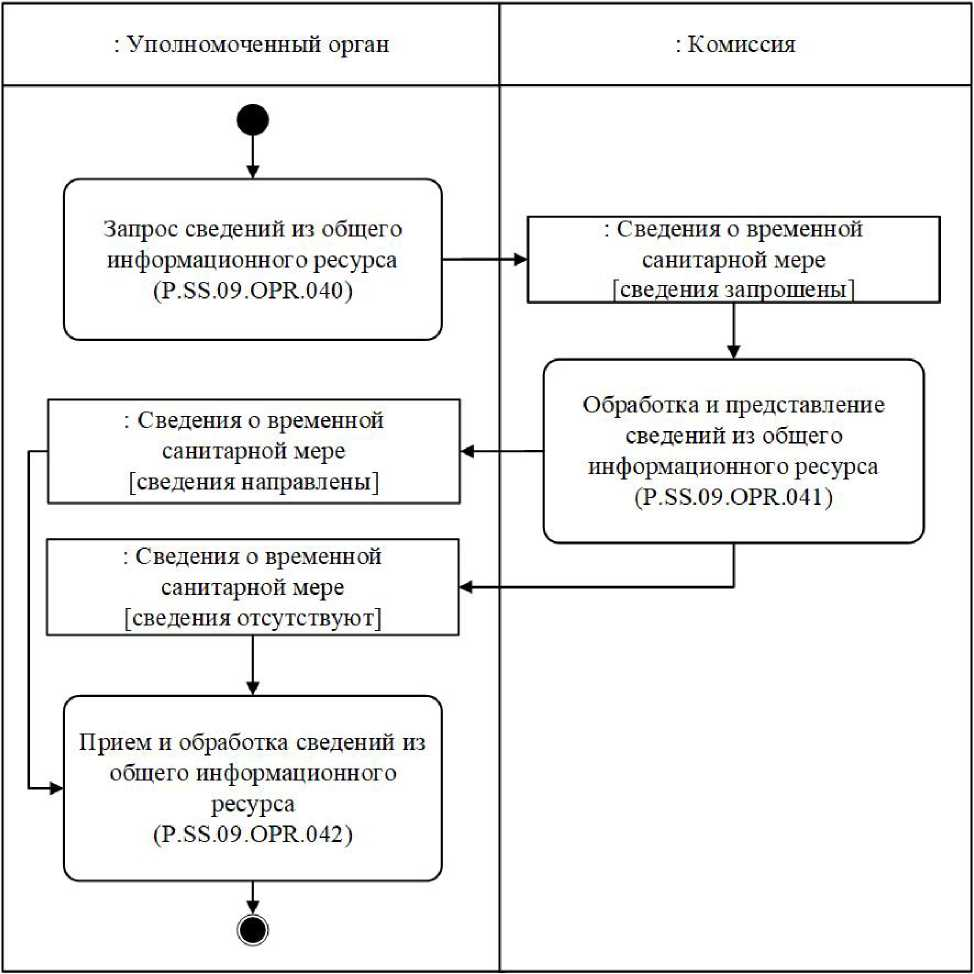 : Уполномоченный орган
: Комиссия
Запрос сведений из общего
информационного ресурса
(P.SS.09.OPR.040)
: Сведения о временной
санитарной мере
[сведения запрошены]
Обработка и представление
сведений из общего
информационного ресурса
(P.SS.09.OPR.041)
: Сведения о временной
санитарной мере
[сведения направлены]
: Сведения о временной
санитарной мере
[сведения отсутствуют]
Прием и обработка сведений из
общего информационного
ресурса
(P.SS.09.OPR.042)